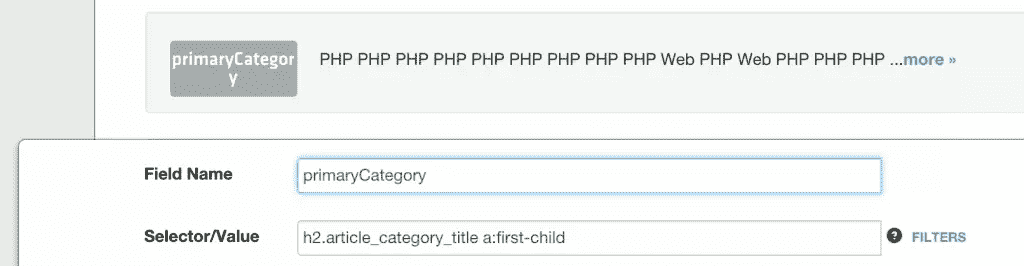 primaryCategor
y
PHP PHP PHP PHP PHP PHP PHP PHP PHP Web PHP Web PHP PHP PHP ...more »
Field Name
primaryCategory
Selector/Value
h2.article_category_title a:first-child
? FILTERS